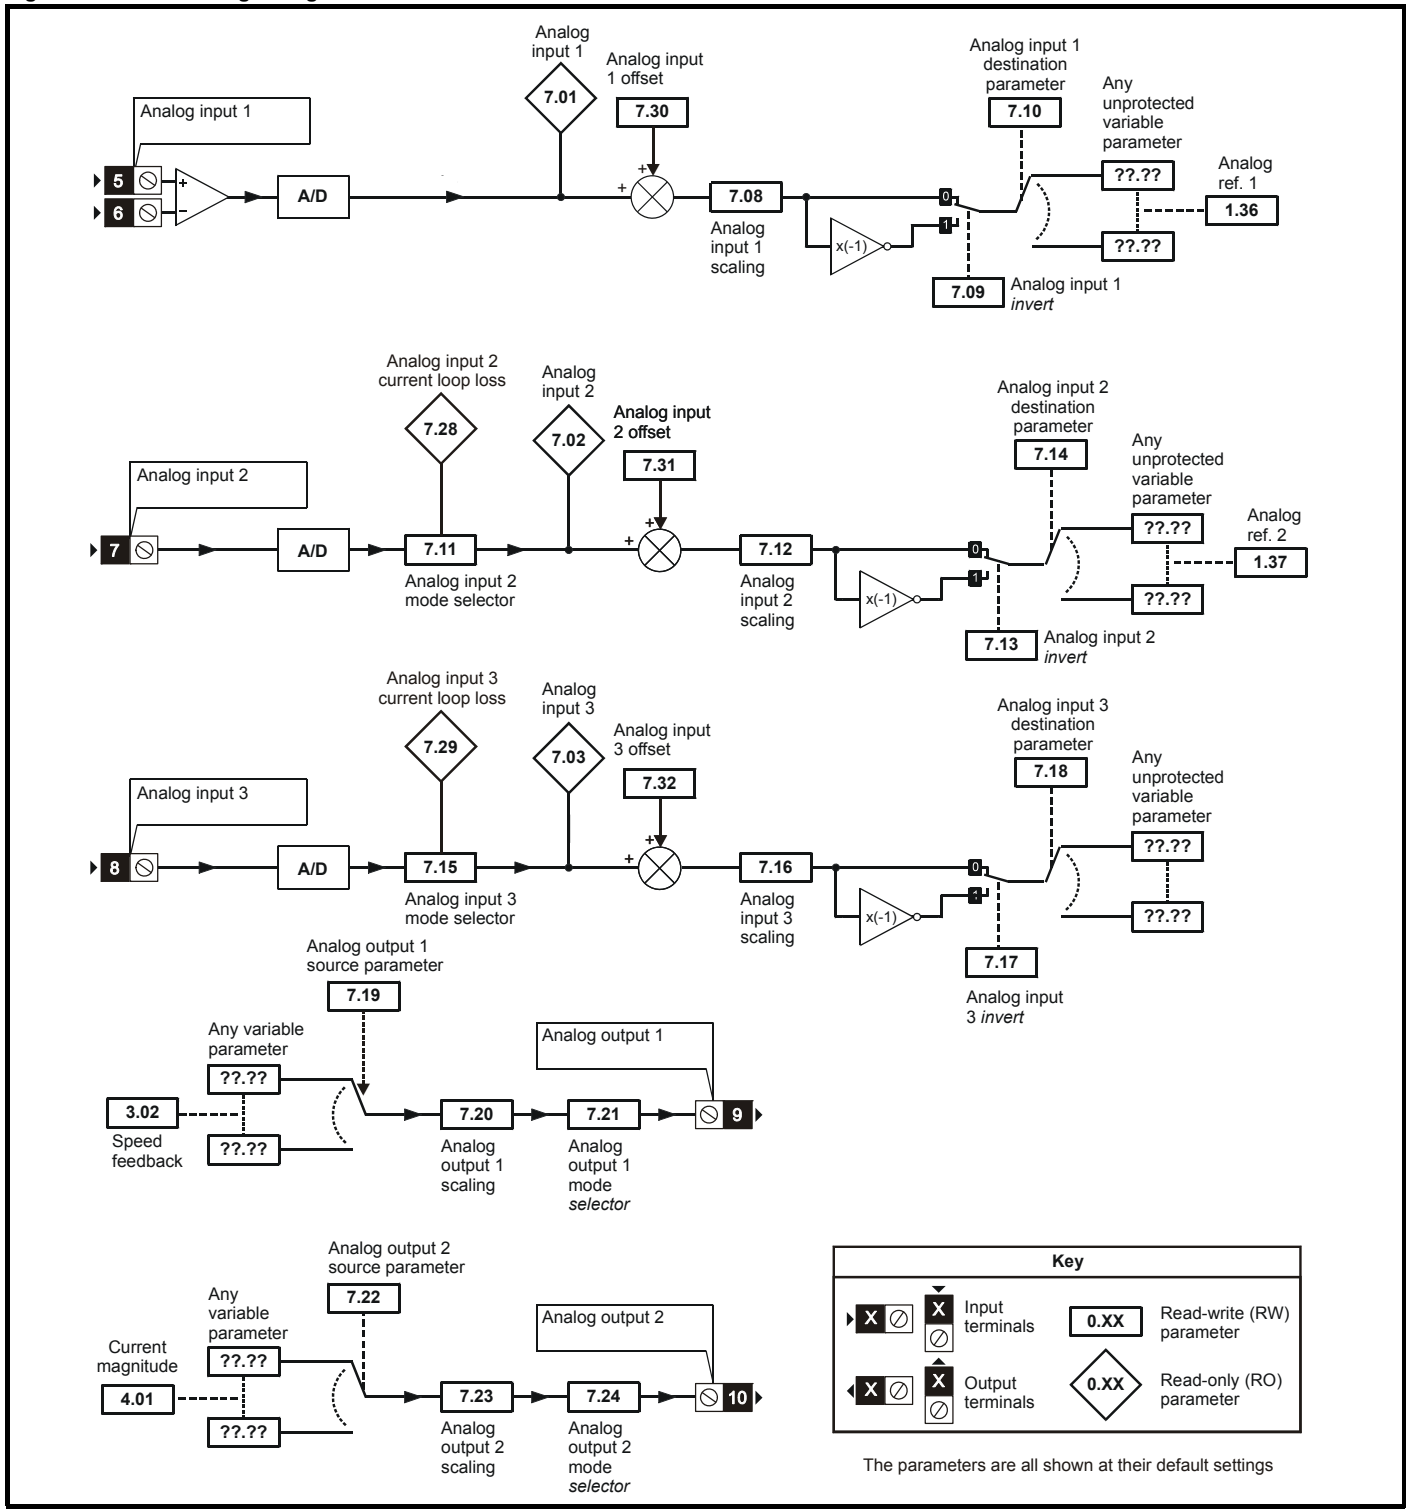 Analog
input 1
Analog input
1 offset
Analog input 1
destination
parameter
Any
unprotected
variable
parameter
Analog input 1
7.01
7.30
7.10
5
6
+
−
A/D
+
+
7.08
Analog
input 1
scaling
x(-1)
0
1
7.09
Analog input 1
invert
??.??
??.??
Analog
ref. 1
1.36
Analog input 2
current loop loss
Analog
input 2
Analog input
2 offset
Analog input 2
destination
parameter
Any
unprotected
variable
parameter
Analog input 2
7.28
7.02
7.31
7.14
7
A/D
7.11
Analog input 2
mode selector
+
+
7.12
Analog
input 2
scaling
x(-1)
0
1
7.13
Analog input 2
invert
??.??
??.??
Analog
ref. 2
1.37
Analog input 3
current loop loss
Analog
input 3
Analog input
3 offset
Analog input 3
destination
parameter
Any
unprotected
variable
parameter
Analog input 3
7.29
7.03
7.32
7.18
8
A/D
7.15
Analog input 3
mode selector
+
+
7.16
Analog
input 3
scaling
x(-1)
0
1
7.17
Analog input
3 invert
??.??
??.??
Analog output 1
source parameter
7.19
Any variable
parameter
??.??
??.??
3.02
Speed
feedback
7.20
Analog
output 1
scaling
7.21
Analog
output 1
mode
selector
Analog output 1
9
Analog output 2
source parameter
7.22
Any
variable
parameter
??.??
??.??
Current
magnitude
4.01
7.23
Analog
output 2
scaling
7.24
Analog
output 2
mode
selector
Analog output 2
10
Key
X
X
Input
terminals
0.XX
Read-write (RW)
parameter
X
X
Output
terminals
0.XX
Read-only (RO)
parameter
The parameters are all shown at their default settings